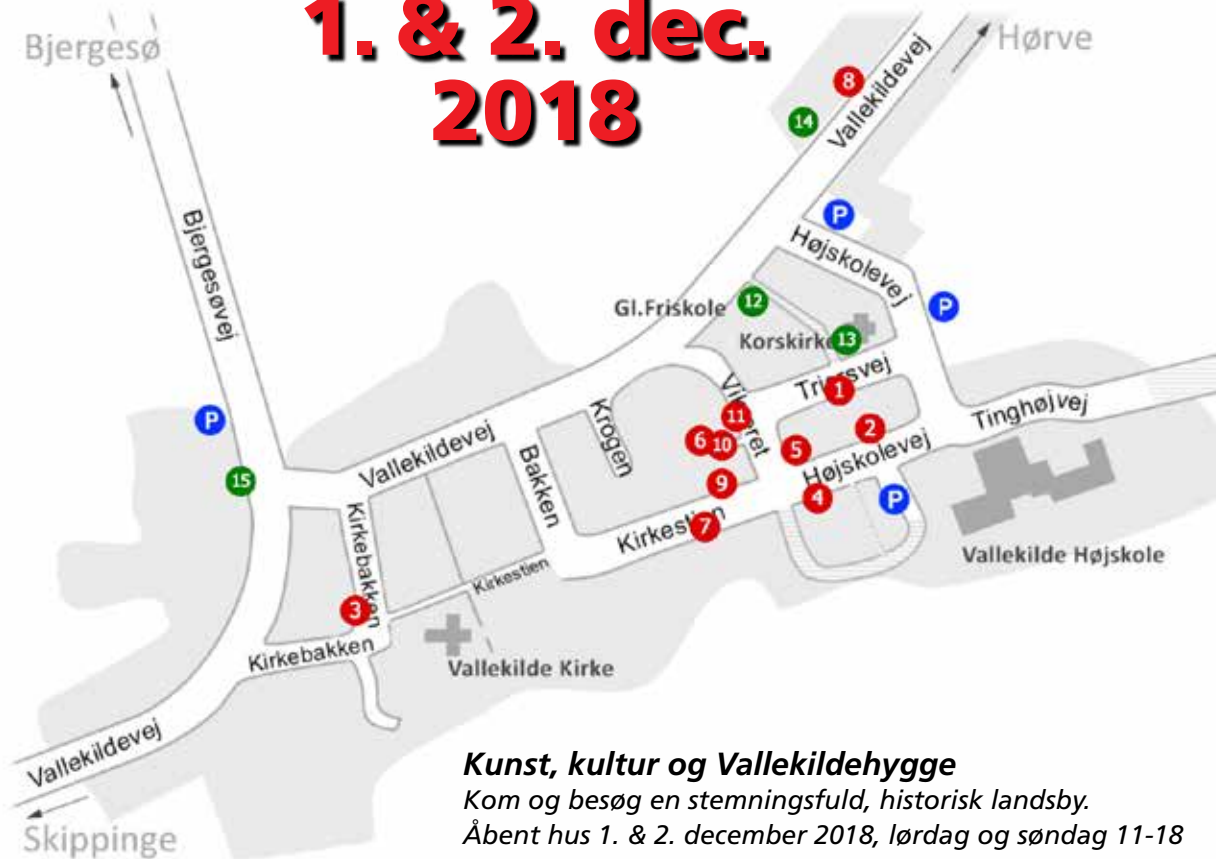 1. & 2. dec.
2018
Bjergesø
Hørve
8
14
Vallekildevej
P
Højskolevej
P
Bjergesøvej
Gl.Friskole
12
Korskirke
13
Triersvej
1
Tinghøjvej
P
11
6
10
2
5
Højskolevej
Krogen
Vallekildevej
Bakken
15
9
4
P
Kirkestien
7
Vallekilde Højskole
Kirkebakken
Kirkestien
3
Kirkebakken
Vallekilde Kirke
Vallekildevej
Skippinge
Kunst, kultur og Vallekildehygge
Kom og besøg en stemningsfuld, historisk landsby.
Åbent hus 1. & 2. december 2018, lørdag og søndag 11-18